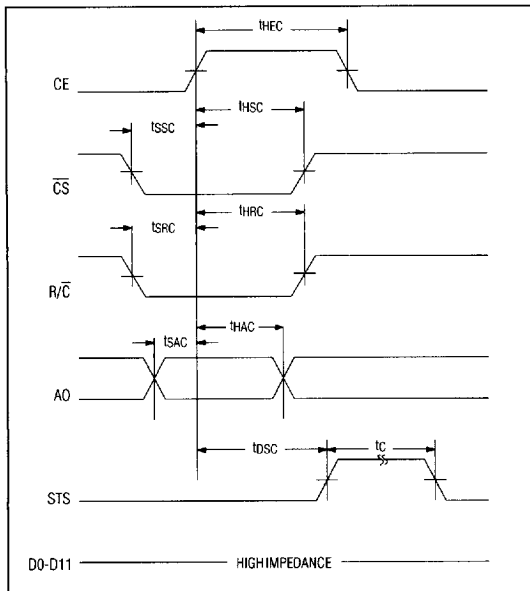 tHEC
CE
tSSC
tHSC
CS
tSRC
tHRC
R/C
tSAC
tHAC
AO
tDSC
tC
STS
D0-D11
HIGH IMPEDANCE